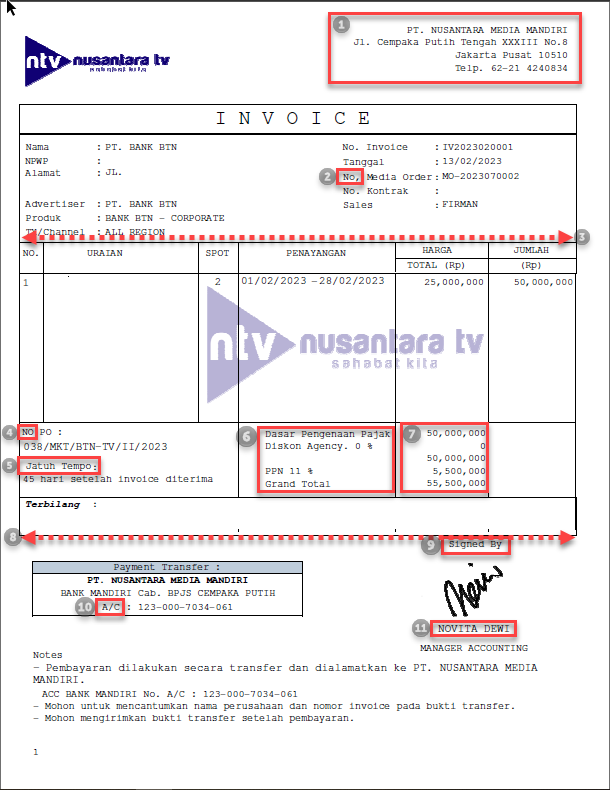 ntv nusantara tv
sahabat kita
1
PT. NUSANTARA MEDIA MANDIRI
Jl. Cempaka Putih Tengah XXXIII No.8
Jakarta Pusat 10510
Telp. 62-21 4240834
I N V O I C E
Nama : PT. BANK BTN
NPWP :
Alamat : JL.
Advertiser : PT. BANK BTN
Produk : BANK BTN - CORPORATE
TV/Channel : ALL REGION
No. Invoice : IV2023020001
Tanggal : 13/02/2023
2 No, Media Order : MO-2023070002
No. Kontrak :
Sales : FIRMAN
3
NO. URAIAN SPOT PENAYANGAN HARGA JUMLAH
TOTAL (Rp) (Rp)
1 2 01/02/2023 -28/02/2023 25,000,000 50,000,000
ntv nusantara tv
sahabat kita
4 NO PO :
038/MKT/BTN-TV/II/2023
5 Jatuh Tempo:
45 hari setelah invoice diterima
6 Dasar Pengenaan Pajak 7 50,000,000
Diskon Agency. 0 % 0
50,000,000
PPN 11 % 5,500,000
Grand Total 55,500,000
Terbilang :
8
9 Signed By
Payment Transfer :
PT. NUSANTARA MEDIA MANDIRI
BANK MANDIRI Cab. BPJS CEMPAKA PUTIH
10 A/C : 123-000-7034-061
11 NOVITA DEWI
MANAGER ACCOUNTING
Notes
- Pembayaran dilakukan secara transfer dan dialamatkan ke PT. NUSANTARA MEDIA
MANDIRI.
ACC BANK MANDIRI No. A/C : 123-000-7034-061
- Mohon untuk mencantumkan nama perusahaan dan nomor invoice pada bukti transfer.
- Mohon mengirimkan bukti transfer setelah pembayaran.
1